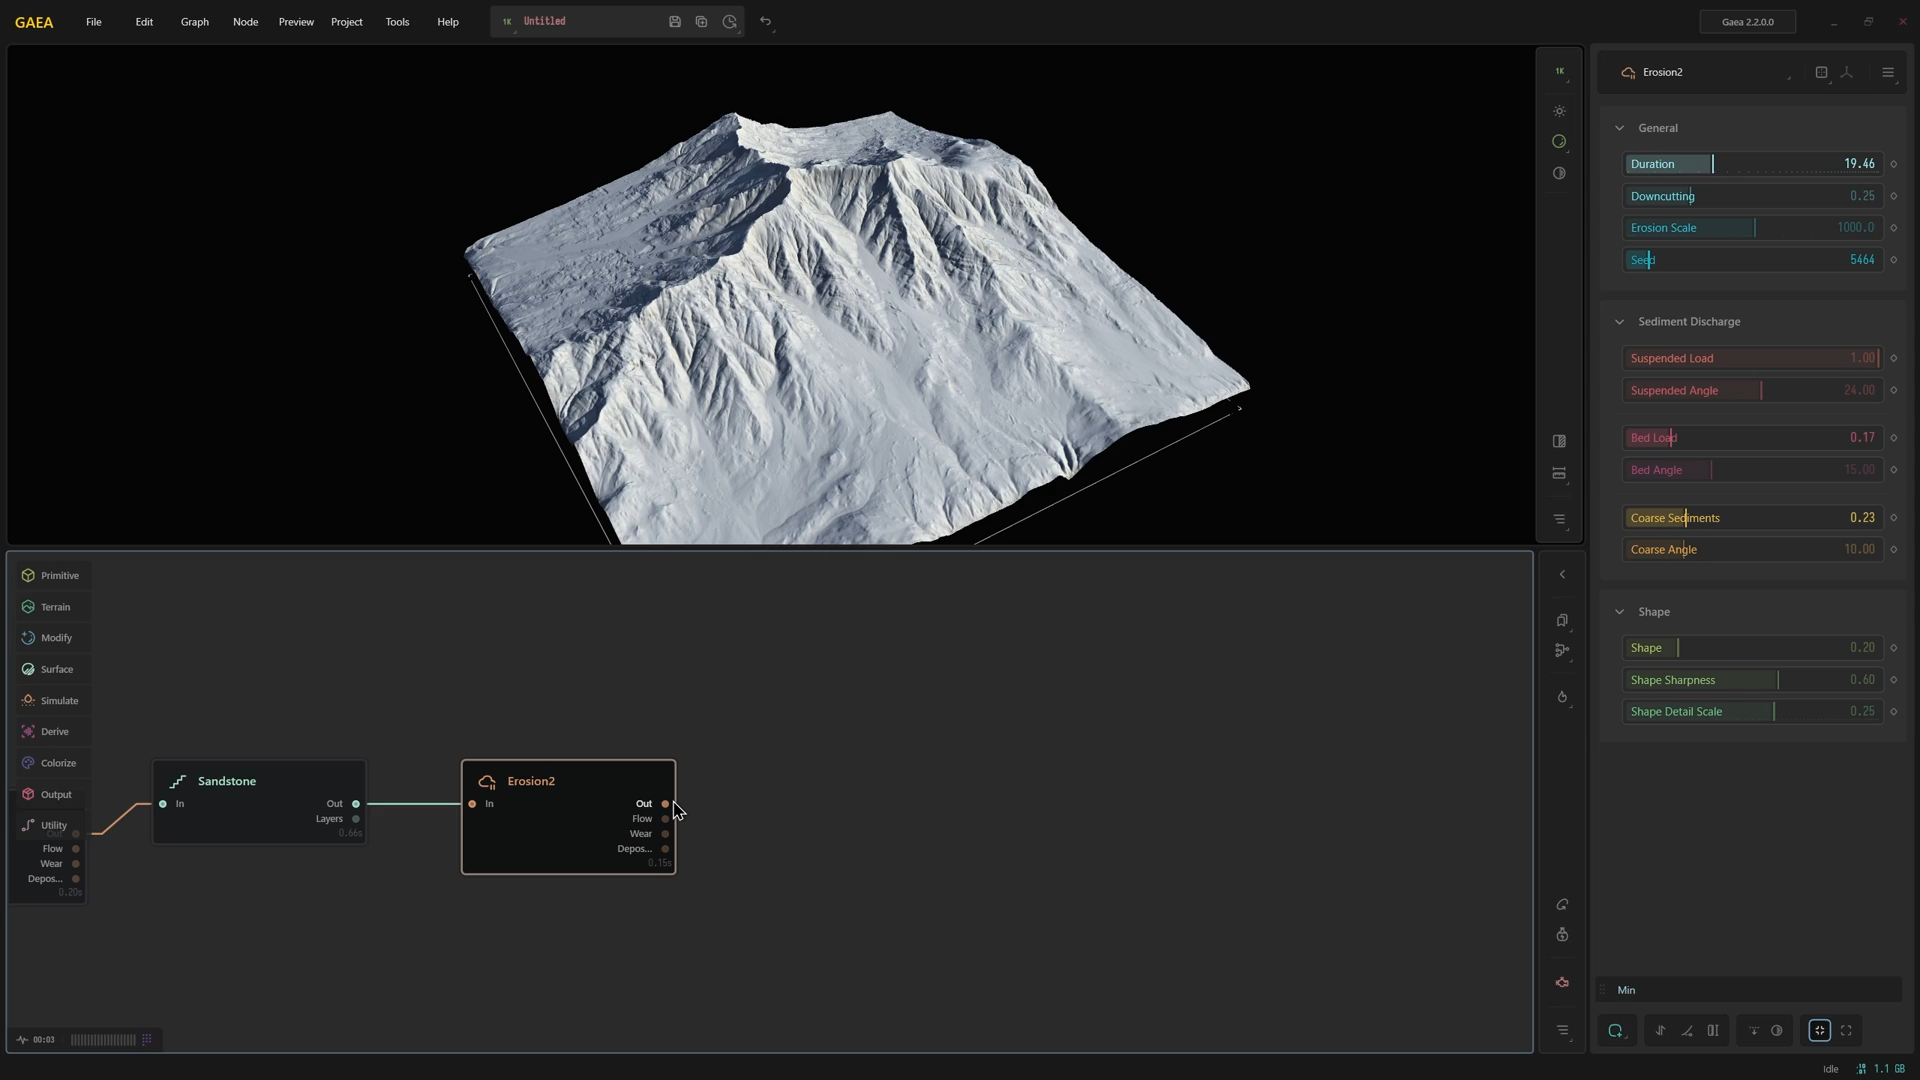 GAEA File Edit Graph Node Preview Project Tools Help 1K Untitled Gaea 2.2.0.0
1K
Erosion2
General
Duration 19.46
Downcutting 0.25
Erosion Scale 1000.0
Seed 5464
Sediment Discharge
Suspended Load 1.00
Suspended Angle 24.00
Bed Load 0.17
Bed Angle 15.00
Coarse Sediments 0.23
Coarse Angle 10.00
Shape
Shape 0.20
Shape Sharpness 0.60
Shape Detail Scale 0.25
Min
Primitive
Terrain
Modify
Surface
Simulate
Derive
Colorize
Output
Utility
Out
Flow
Wear
Depos...
0.20s
Sandstone
In Out
Layers
0.66s
Erosion2
In Out
Flow
Wear
Depos...
0.15s
00:03
Idle 1.1 GB